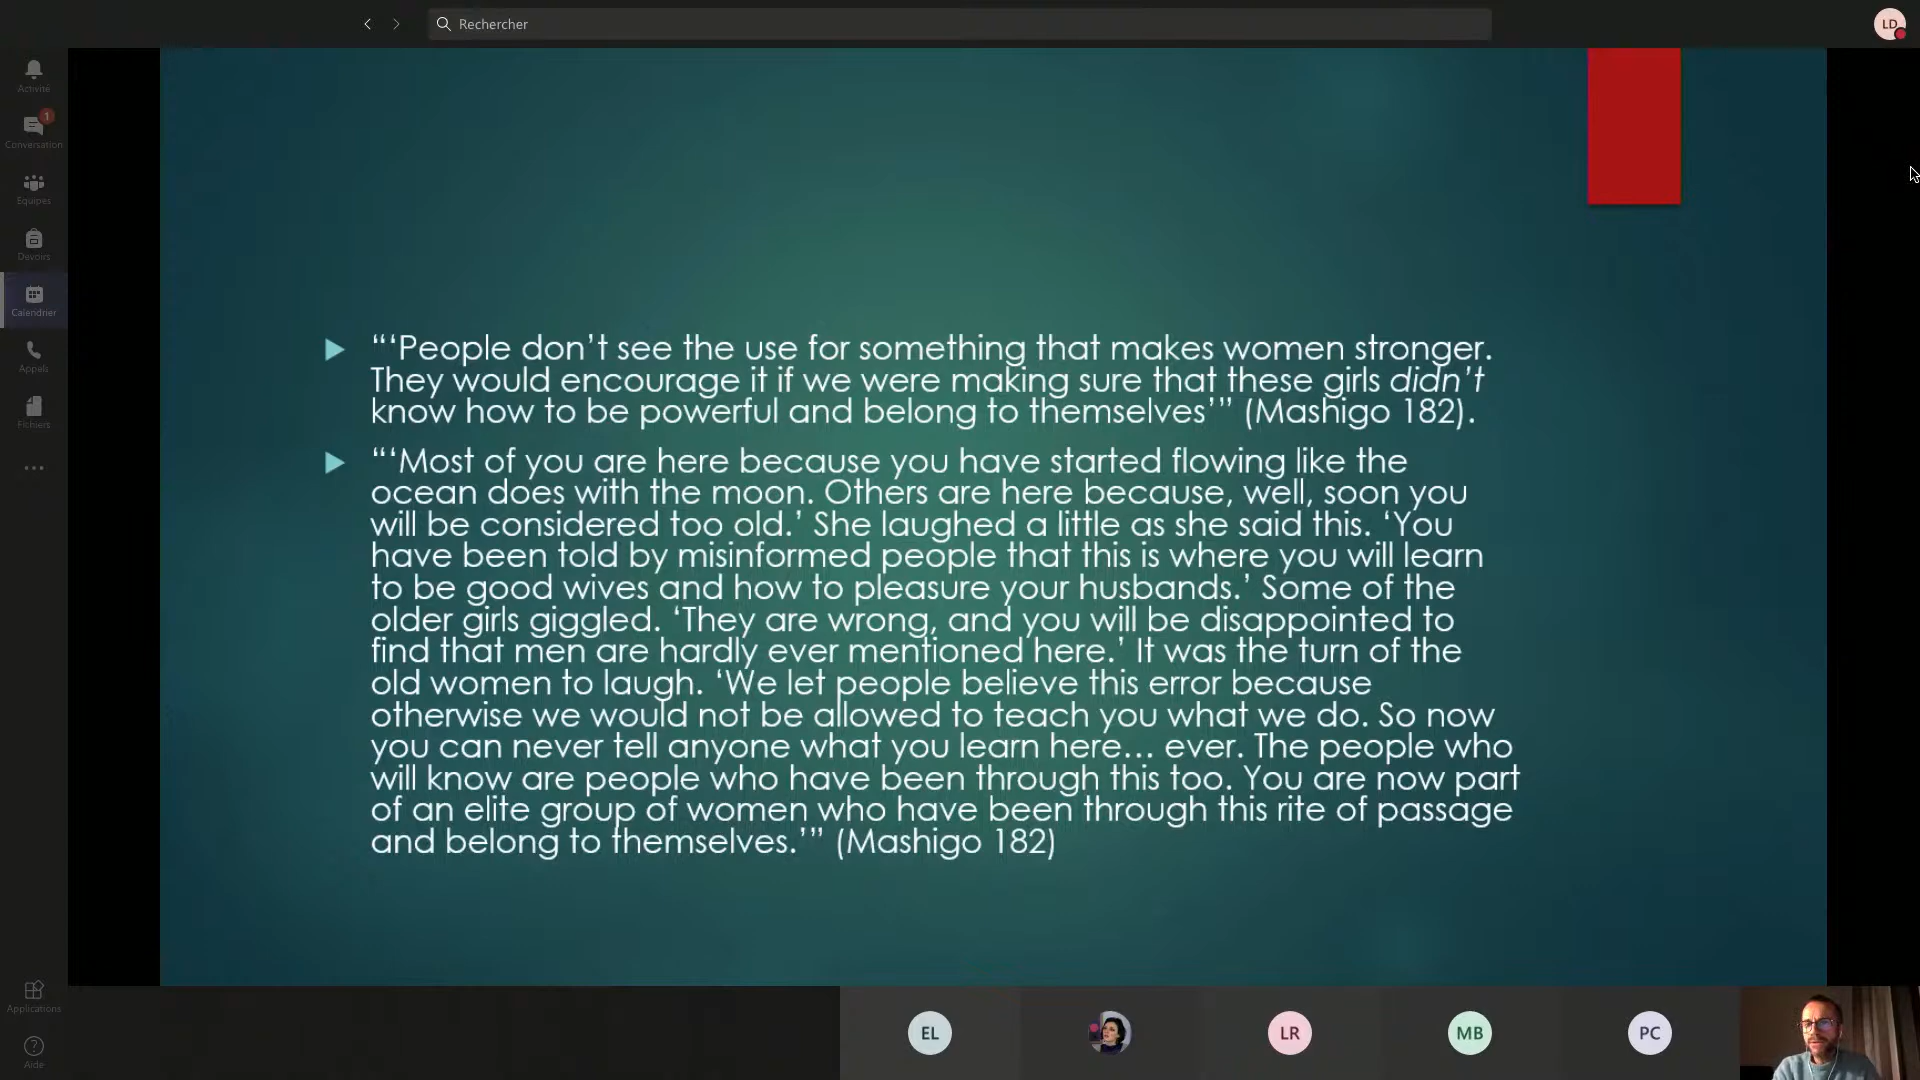 Rechercher
LD
Activité
1
Conversation
Équipes
Devoirs
Calendrier
Appels
Fichiers
“‘People don’t see the use for something that makes women stronger.
They would encourage it if we were making sure that these girls didn’t
know how to be powerful and belong to themselves’” (Mashigo 182).
“‘Most of you are here because you have started flowing like the
ocean does with the moon. Others are here because, well, soon you
will be considered too old.’ She laughed a little as she said this. ‘You
have been told by misinformed people that this is where you will learn
to be good wives and how to pleasure your husbands.’ Some of the
older girls giggled. ‘They are wrong, and you will be disappointed to
find that men are hardly ever mentioned here.’ It was the turn of the
old women to laugh. ‘We let people believe this error because
otherwise we would not be allowed to teach you what we do. So now
you can never tell anyone what you learn here… ever. The people who
will know are people who have been through this too. You are now part
of an elite group of women who have been through this rite of passage
and belong to themselves.’” (Mashigo 182)
Applications
Aide
EL
LR
MB
PC